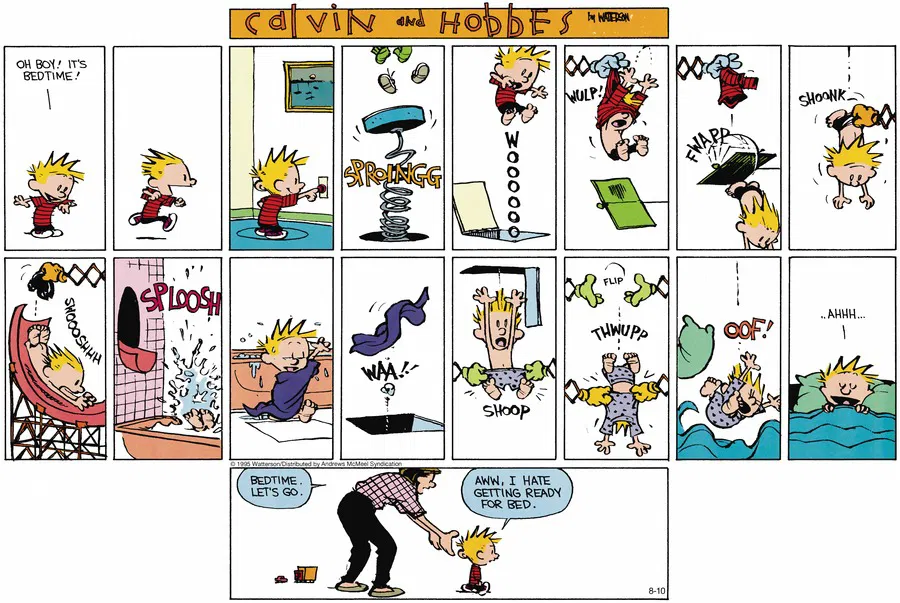 Calvin and Hobbes by WATTERSON
OH BOY! IT'S
BEDTIME!
SPROINGG
WOOOOOO
WULP!
FWAPP
SHOONK
SHOOOSHHH
SPLOOSH
WAA!
SHOOP
FLIP
THWUPP
OOF!
..AHHH...
© 1995 Watterson/Distributed by Andrews McMeel Syndication
BEDTIME.
LET'S GO.
AWW, I HATE
GETTING READY
FOR BED.
8-10